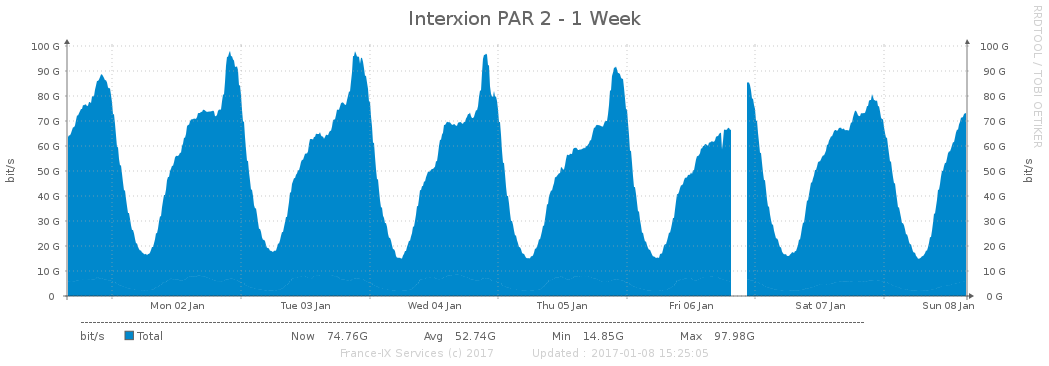 Interxion PAR 2 - 1 Week
RRDTOOL / TOBI OETIKER
100 G 100 G
90 G 90 G
80 G 80 G
70 G 70 G
60 G 60 G
50 G 50 G
40 G 40 G
30 G 30 G
20 G 20 G
10 G 10 G
0 0 G
bit/s bit/s
Mon 02 Jan Tue 03 Jan Wed 04 Jan Thu 05 Jan Fri 06 Jan Sat 07 Jan Sun 08 Jan
bit/s Total Now 74.76G Avg 52.74G Min 14.85G Max 97.98G
France-IX Services (c) 2017 Updated : 2017-01-08 15:25:05